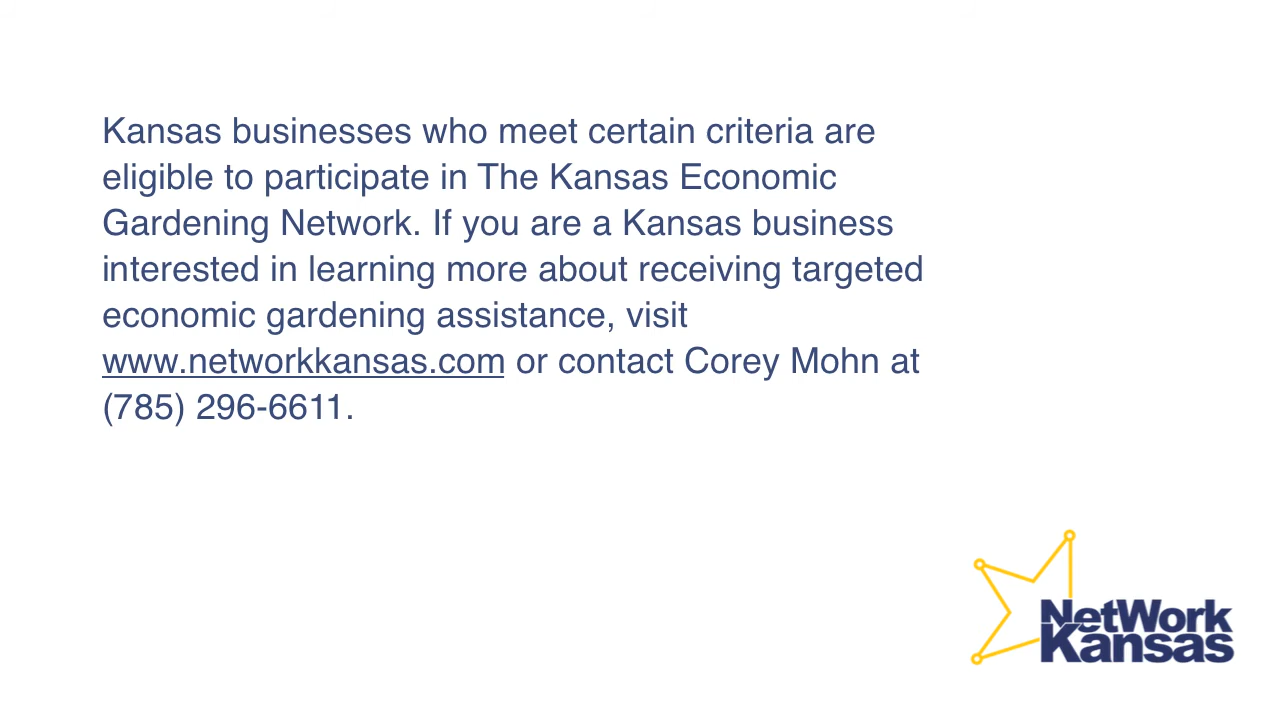 Kansas businesses who meet certain criteria are
eligible to participate in The Kansas Economic
Gardening Network. If you are a Kansas business
interested in learning more about receiving targeted
economic gardening assistance, visit
www.networkkansas.com or contact Corey Mohn at
(785) 296-6611.
NetWork
Kansas